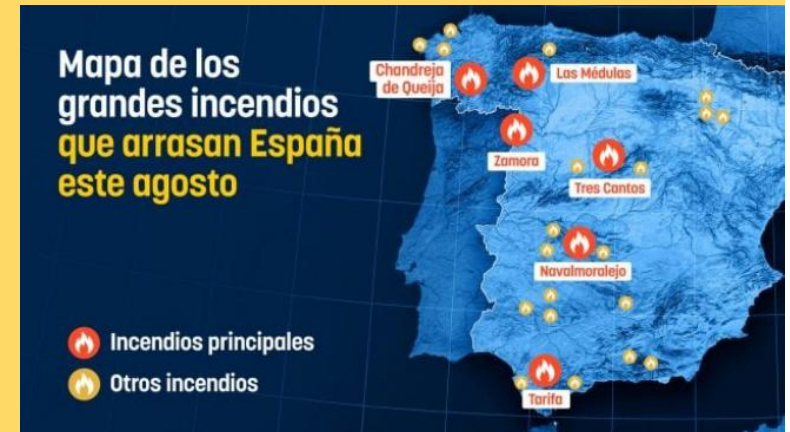 Mapa de los
grandes incendios
que arrasan España
este agosto
Chandreja
de Queija
Las Médulas
Zamora
Tres Cantos
Navalmoralejo
Tarifa
Incendios principales
Otros incendios